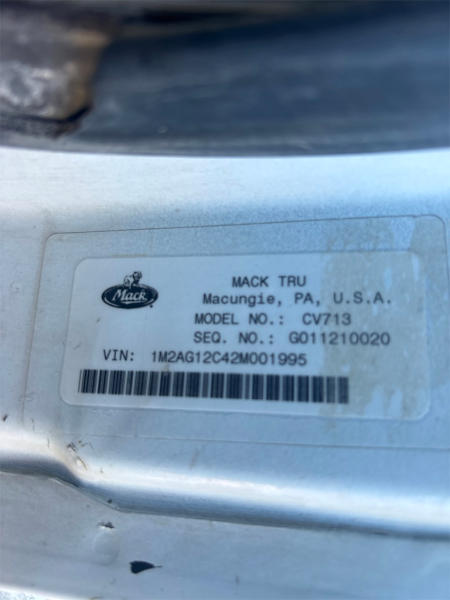 Mack
MACK TRU
Macungie, PA, U.S.A.
MODEL NO.: CV713
SEQ. NO.: G011210020
VIN: 1M2AG12C42M001995